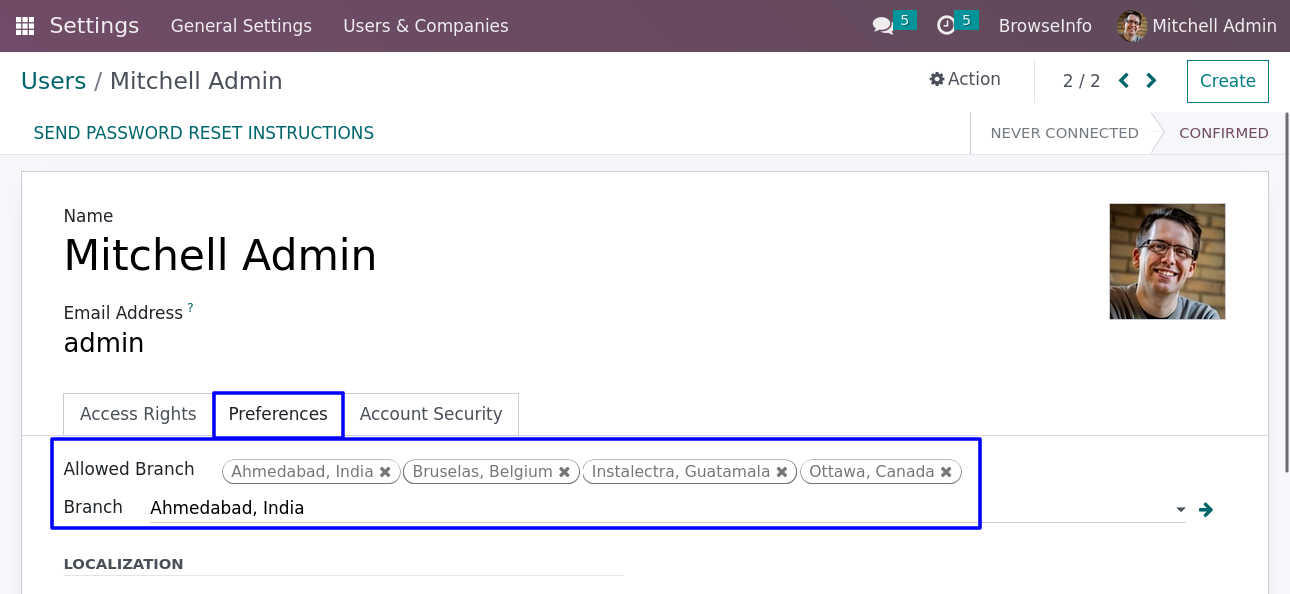 Settings General Settings Users & Companies 5 5 BrowseInfo Mitchell Admin
Users / Mitchell Admin Action 2 / 2 Create
SEND PASSWORD RESET INSTRUCTIONS NEVER CONNECTED CONFIRMED
Name
Mitchell Admin
Email Address ?
admin
Access Rights Preferences Account Security
Allowed Branch Ahmedabad, India Bruselas, Belgium Instalectra, Guatamala Ottawa, Canada
Branch Ahmedabad, India
LOCALIZATION